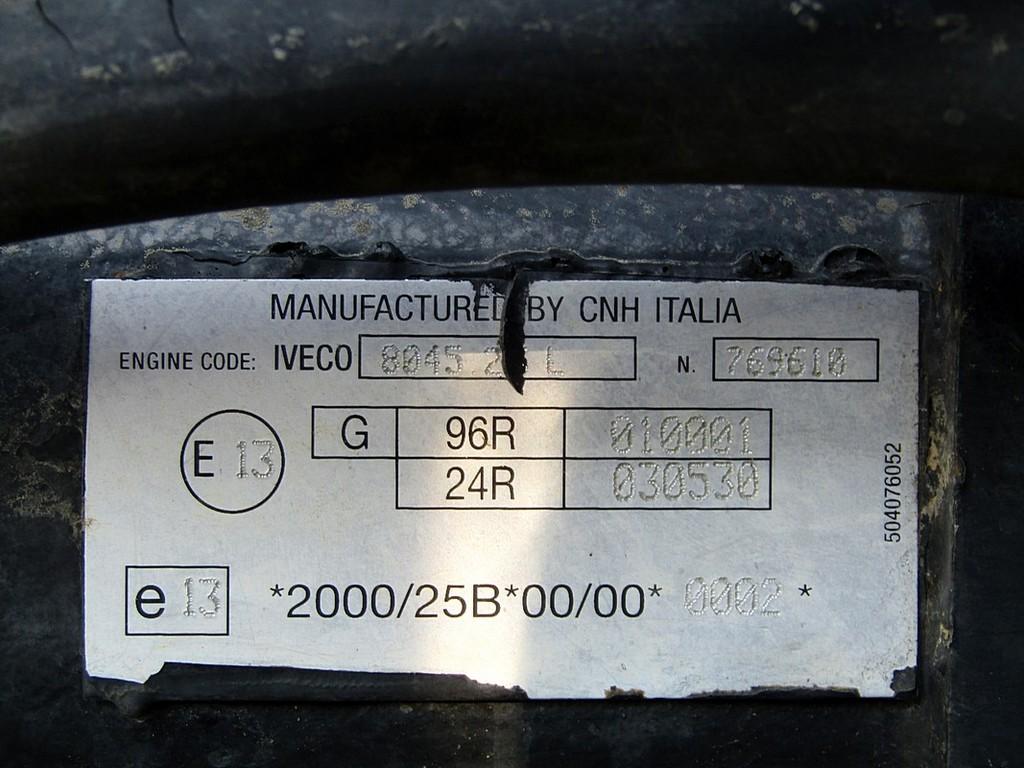 MANUFACTURED BY CNH ITALIA
ENGINE CODE: IVECO L N. 769610
E 13 G 96R 010001
24R 030530
504076052
e 13 *2000/25B*00/00* 0002 *